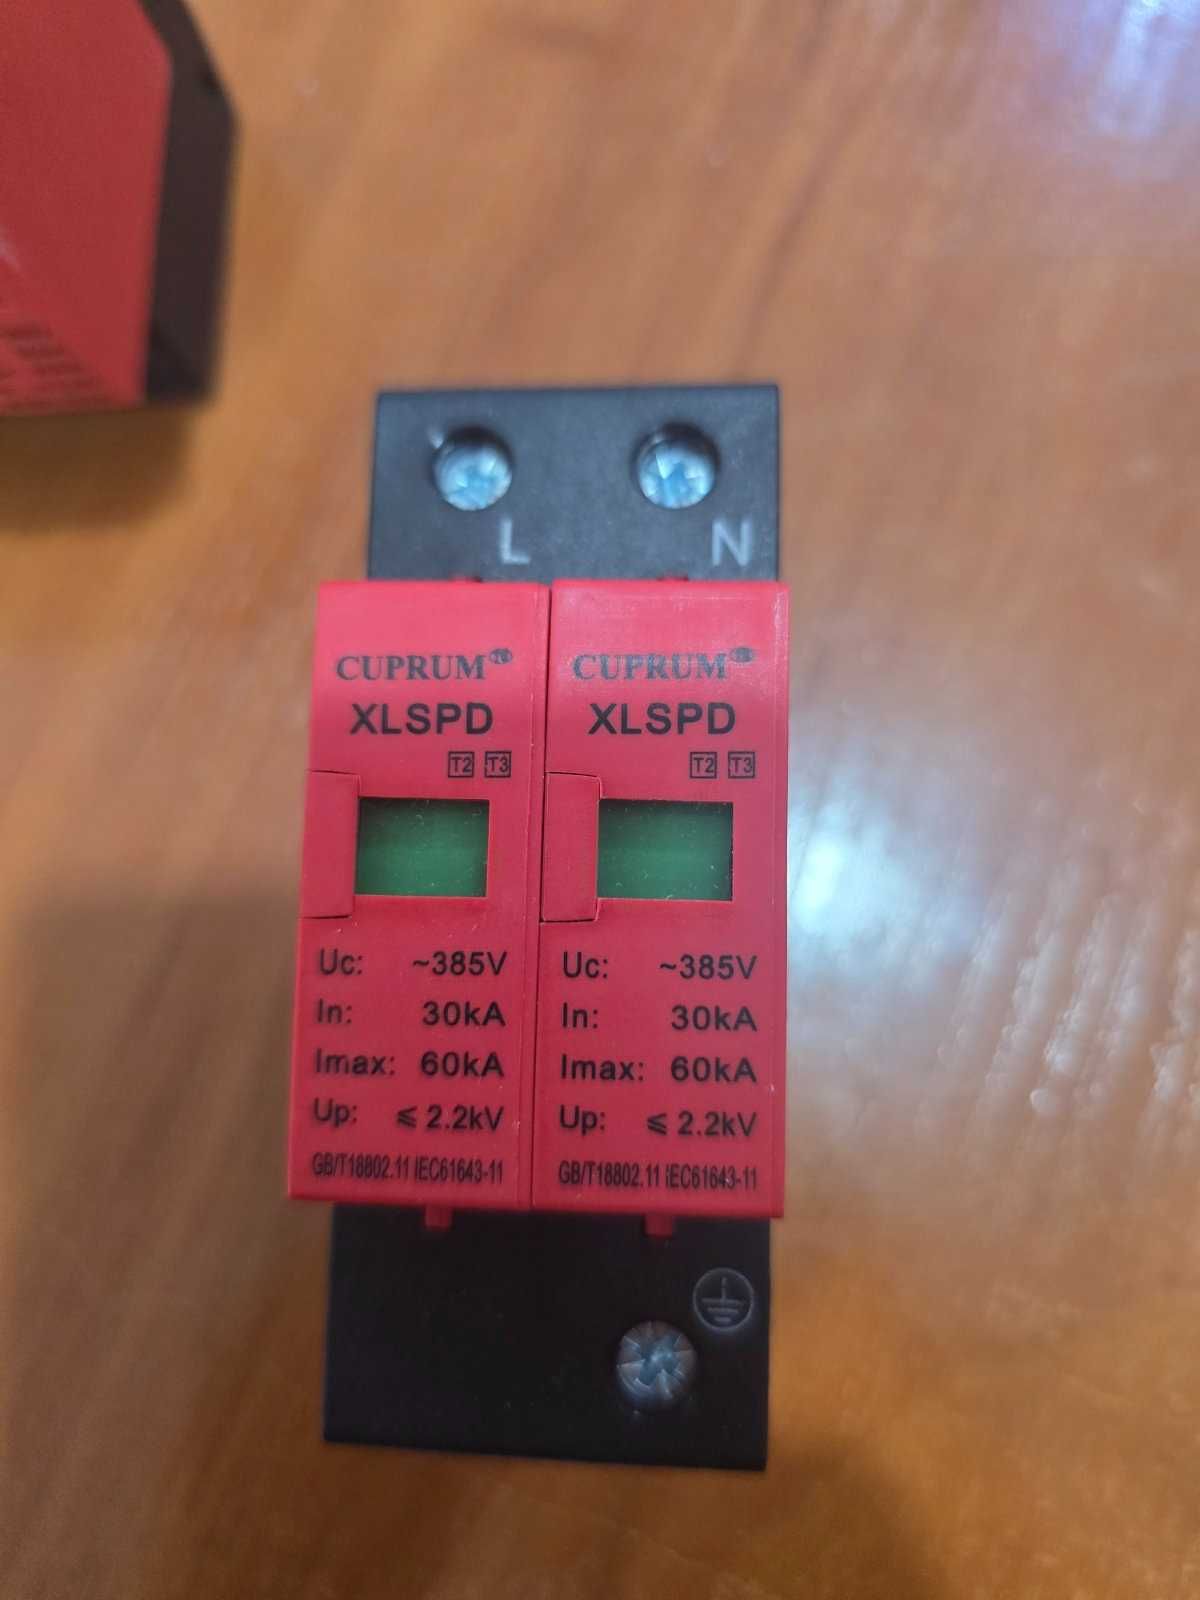 L N
CUPRUM
XLSPD
T2 T3
Uc: ~385V
In: 30kA
Imax: 60kA
Up: ⩽ 2.2kV
GB/T18802.11 IEC61643-11
CUPRUM
XLSPD
T2 T3
Uc: ~385V
In: 30kA
Imax: 60kA
Up: ⩽ 2.2kV
GB/T18802.11 IEC61643-11